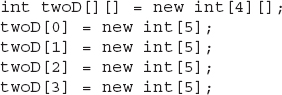 int twoD[][] = new int[4][];
twoD[0] = new int[5];
twoD[1] = new int[5];
twoD[2] = new int[5];
twoD[3] = new int[5];